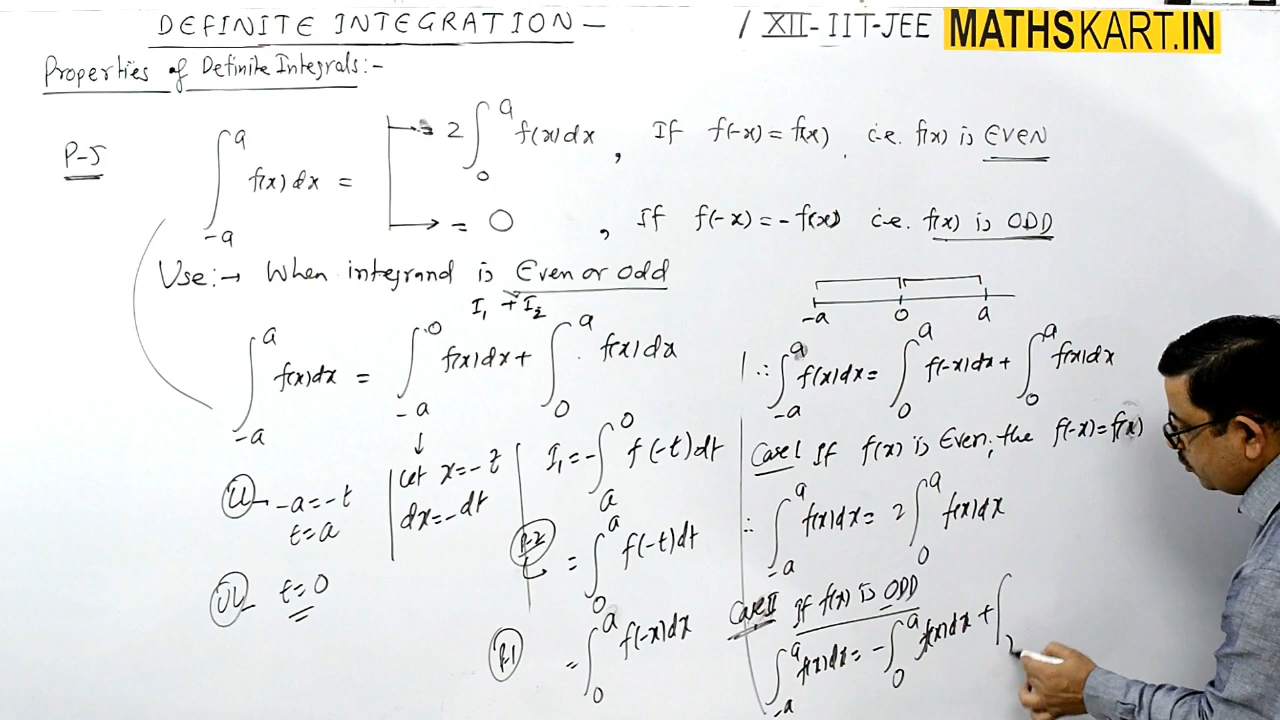 DEFINITE INTEGRATION –
/ XII- IIT-JEE MATHSKART.IN
Properties of Definite Integrals:-
P-5
∫_{-a}^{a} f(x) dx =
= 2 ∫_{0}^{a} f(x) dx , If f(-x) = f(x) , i.e. f(x) is EVEN
= 0 , If f(-x) = - f(x) i.e. f(x) is ODD
Use:→ When integrand is Even or odd
I₁ + I₂
-a 0 a
∫_{-a}^{a} f(x)dx = ∫_{-a}^{0} f(x)dx + ∫_{0}^{a} f(x)dx
↓
LL – -a = -t
t = a
UL – t = 0
Let x = -t
dx = -dt
I₁ = -∫_{a}^{0} f(-t)dt
P-2 = ∫_{0}^{a} f(-t)dt
P-1 = ∫_{0}^{a} f(-x)dx
∴ ∫_{-a}^{a} f(x)dx = ∫_{0}^{a} f(-x)dx + ∫_{0}^{a} f(x)dx
Case I If f(x) is Even, the f(-x) = f(x)
∴ ∫_{-a}^{a} f(x)dx = 2 ∫_{0}^{a} f(x)dx
Case II If f(x) is ODD
∫_{-a}^{a} f(x)dx = -∫_{0}^{a} f(x)dx + ∫